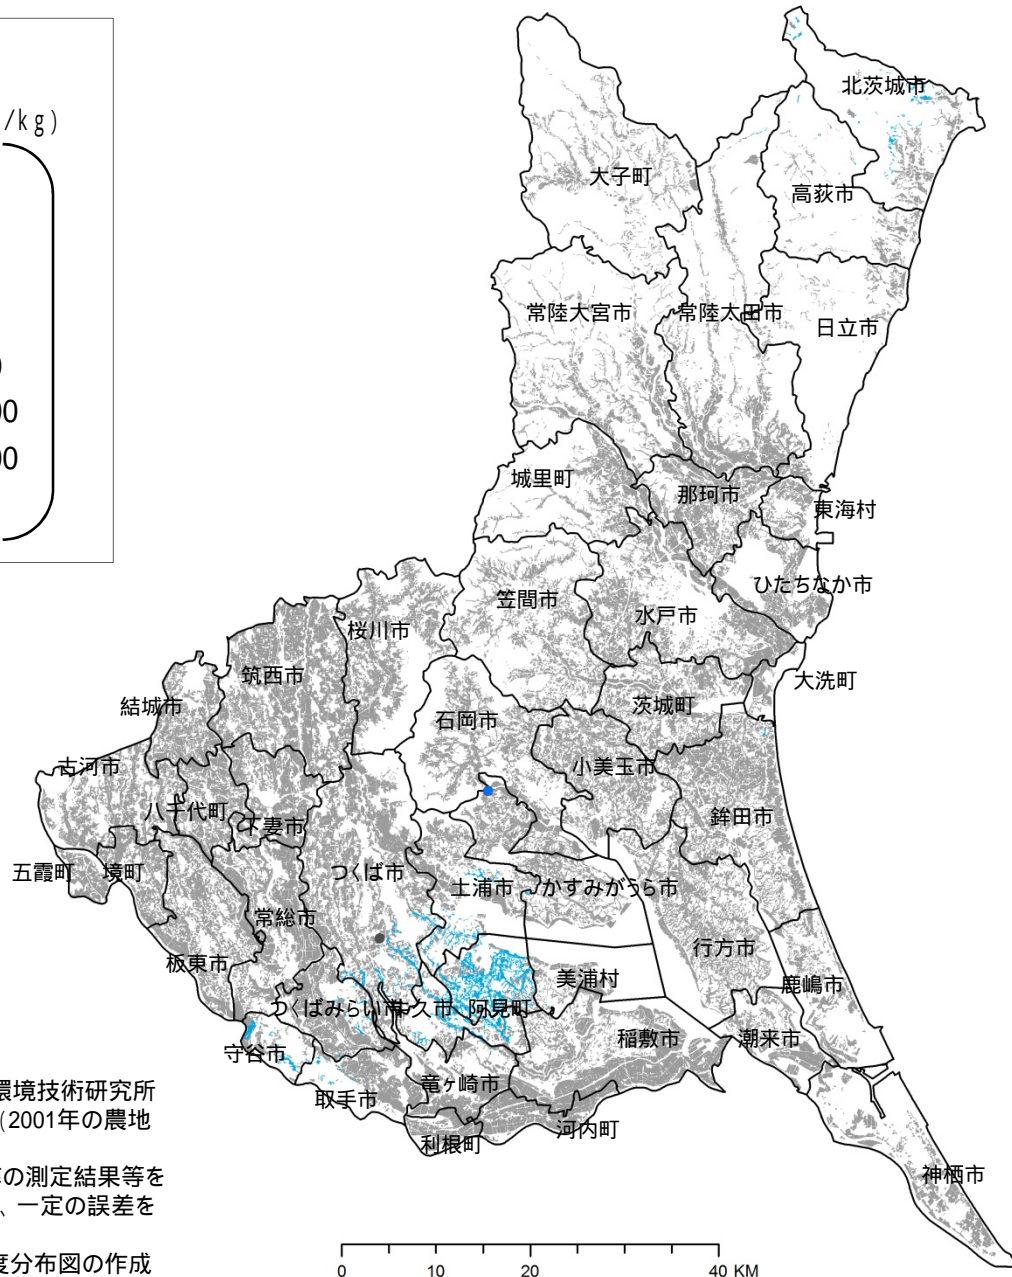 /kg)
0
00
00
北茨城市
大子町
高萩市
常陸大宮市
常陸太田市
日立市
城里町
那珂市
東海村
ひたちなか市
笠間市
水戸市
桜川市
筑西市
大洗町
結城市
石岡市
茨城町
古河市
小美玉市
八千代町
下妻市
鉾田市
五霞町
境町
つくば市
土浦市
かすみがうら市
常総市
行方市
板東市
美浦村
鹿嶋市
つくばみらい市
牛久市
阿見町
稲敷市
潮来市
守谷市
竜ヶ崎市
取手市
河内町
利根町
神栖市
環境技術研究所
(2001年の農地
の測定結果等を
、一定の誤差を
度分布図の作成
0 10 20 40 KM